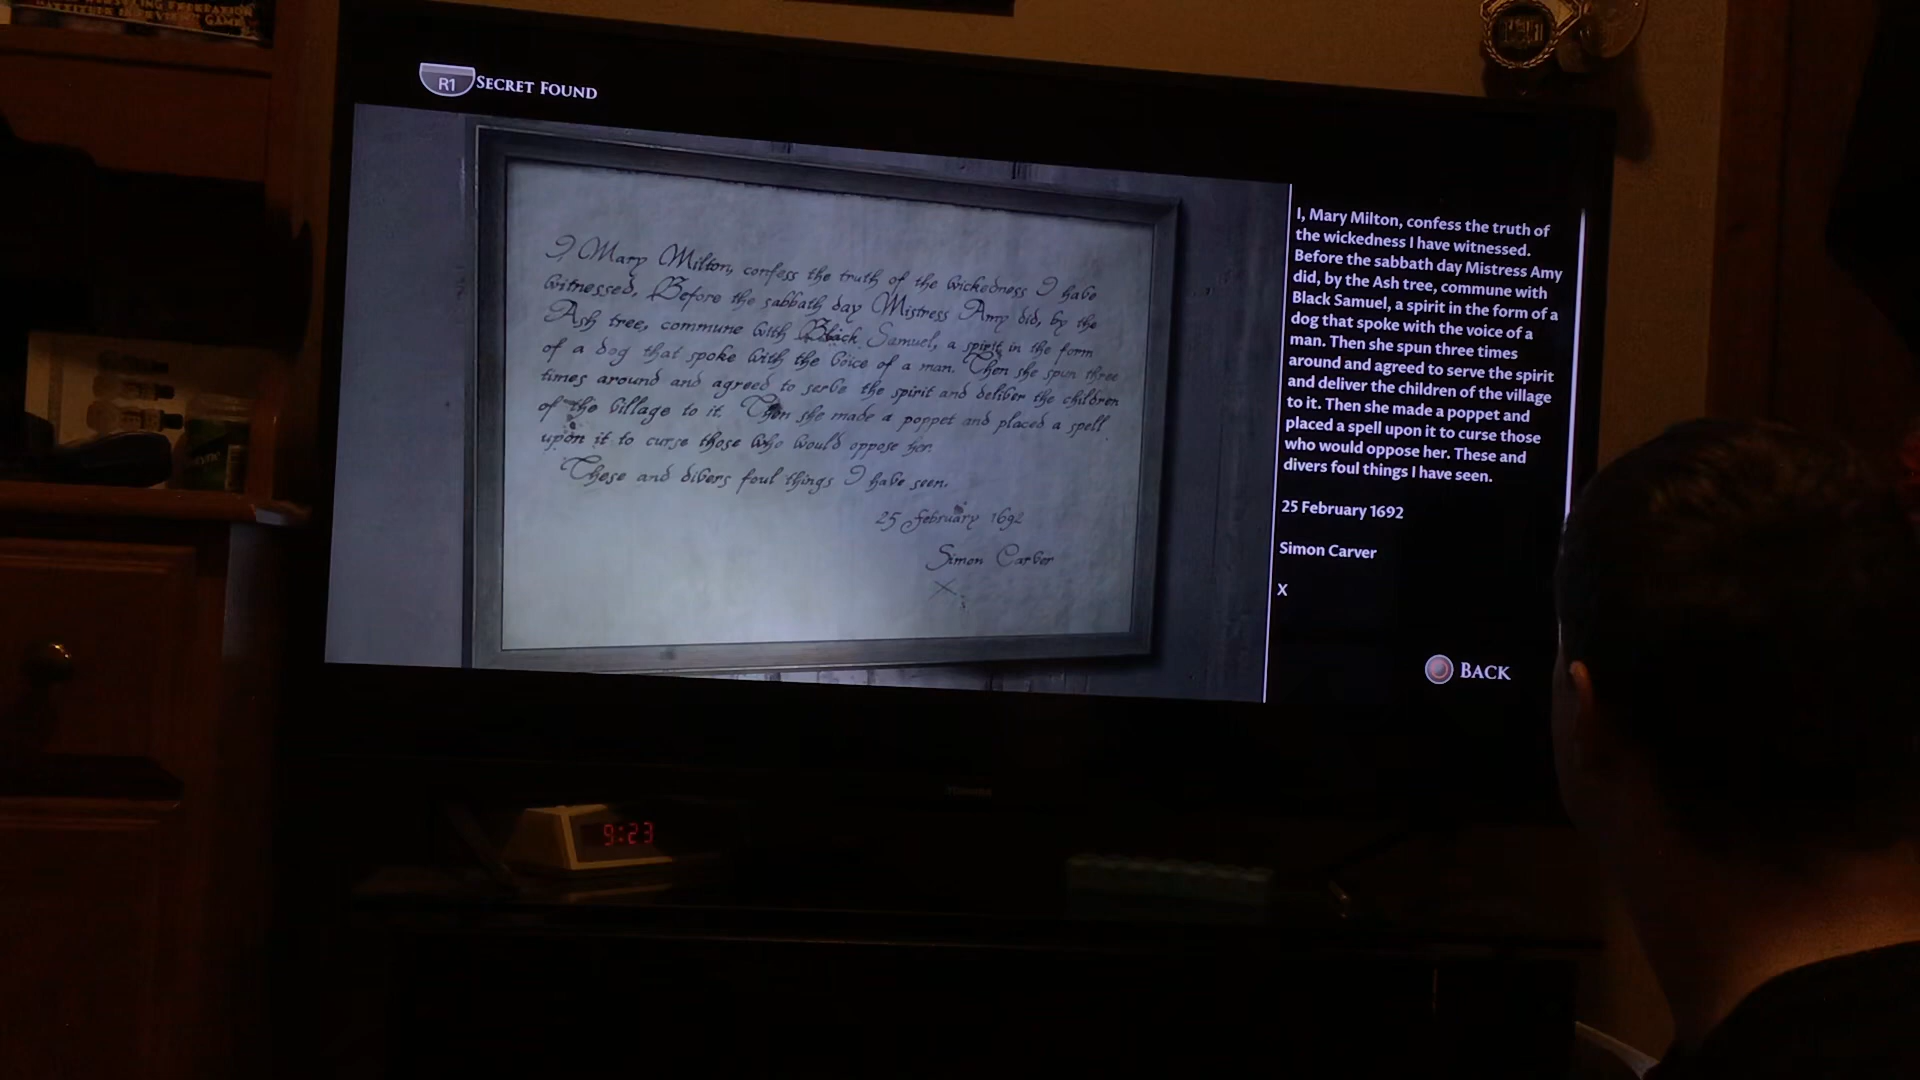 R1 SECRET FOUND
I, Mary Milton, confess the truth of the wickedness I have
witnessed. Before the sabbath day Mistress Amy did, by the
Ash tree, commune with Black Samuel, a spirit in the form
of a dog that spoke with the voice of a man. Then she spun three
times around and agreed to serve the spirit and deliver the children
of the village to it. Then she made a poppet and placed a spell
upon it to curse those who would oppose her.
These and divers foul things I have seen.
25 February 1692
Simon Carver
X
I, Mary Milton, confess the truth of
the wickedness I have witnessed.
Before the sabbath day Mistress Amy
did, by the Ash tree, commune with
Black Samuel, a spirit in the form of a
dog that spoke with the voice of a
man. Then she spun three times
around and agreed to serve the spirit
and deliver the children of the village
to it. Then she made a poppet and
placed a spell upon it to curse those
who would oppose her. These and
divers foul things I have seen.
25 February 1692
Simon Carver
X
BACK
9:23